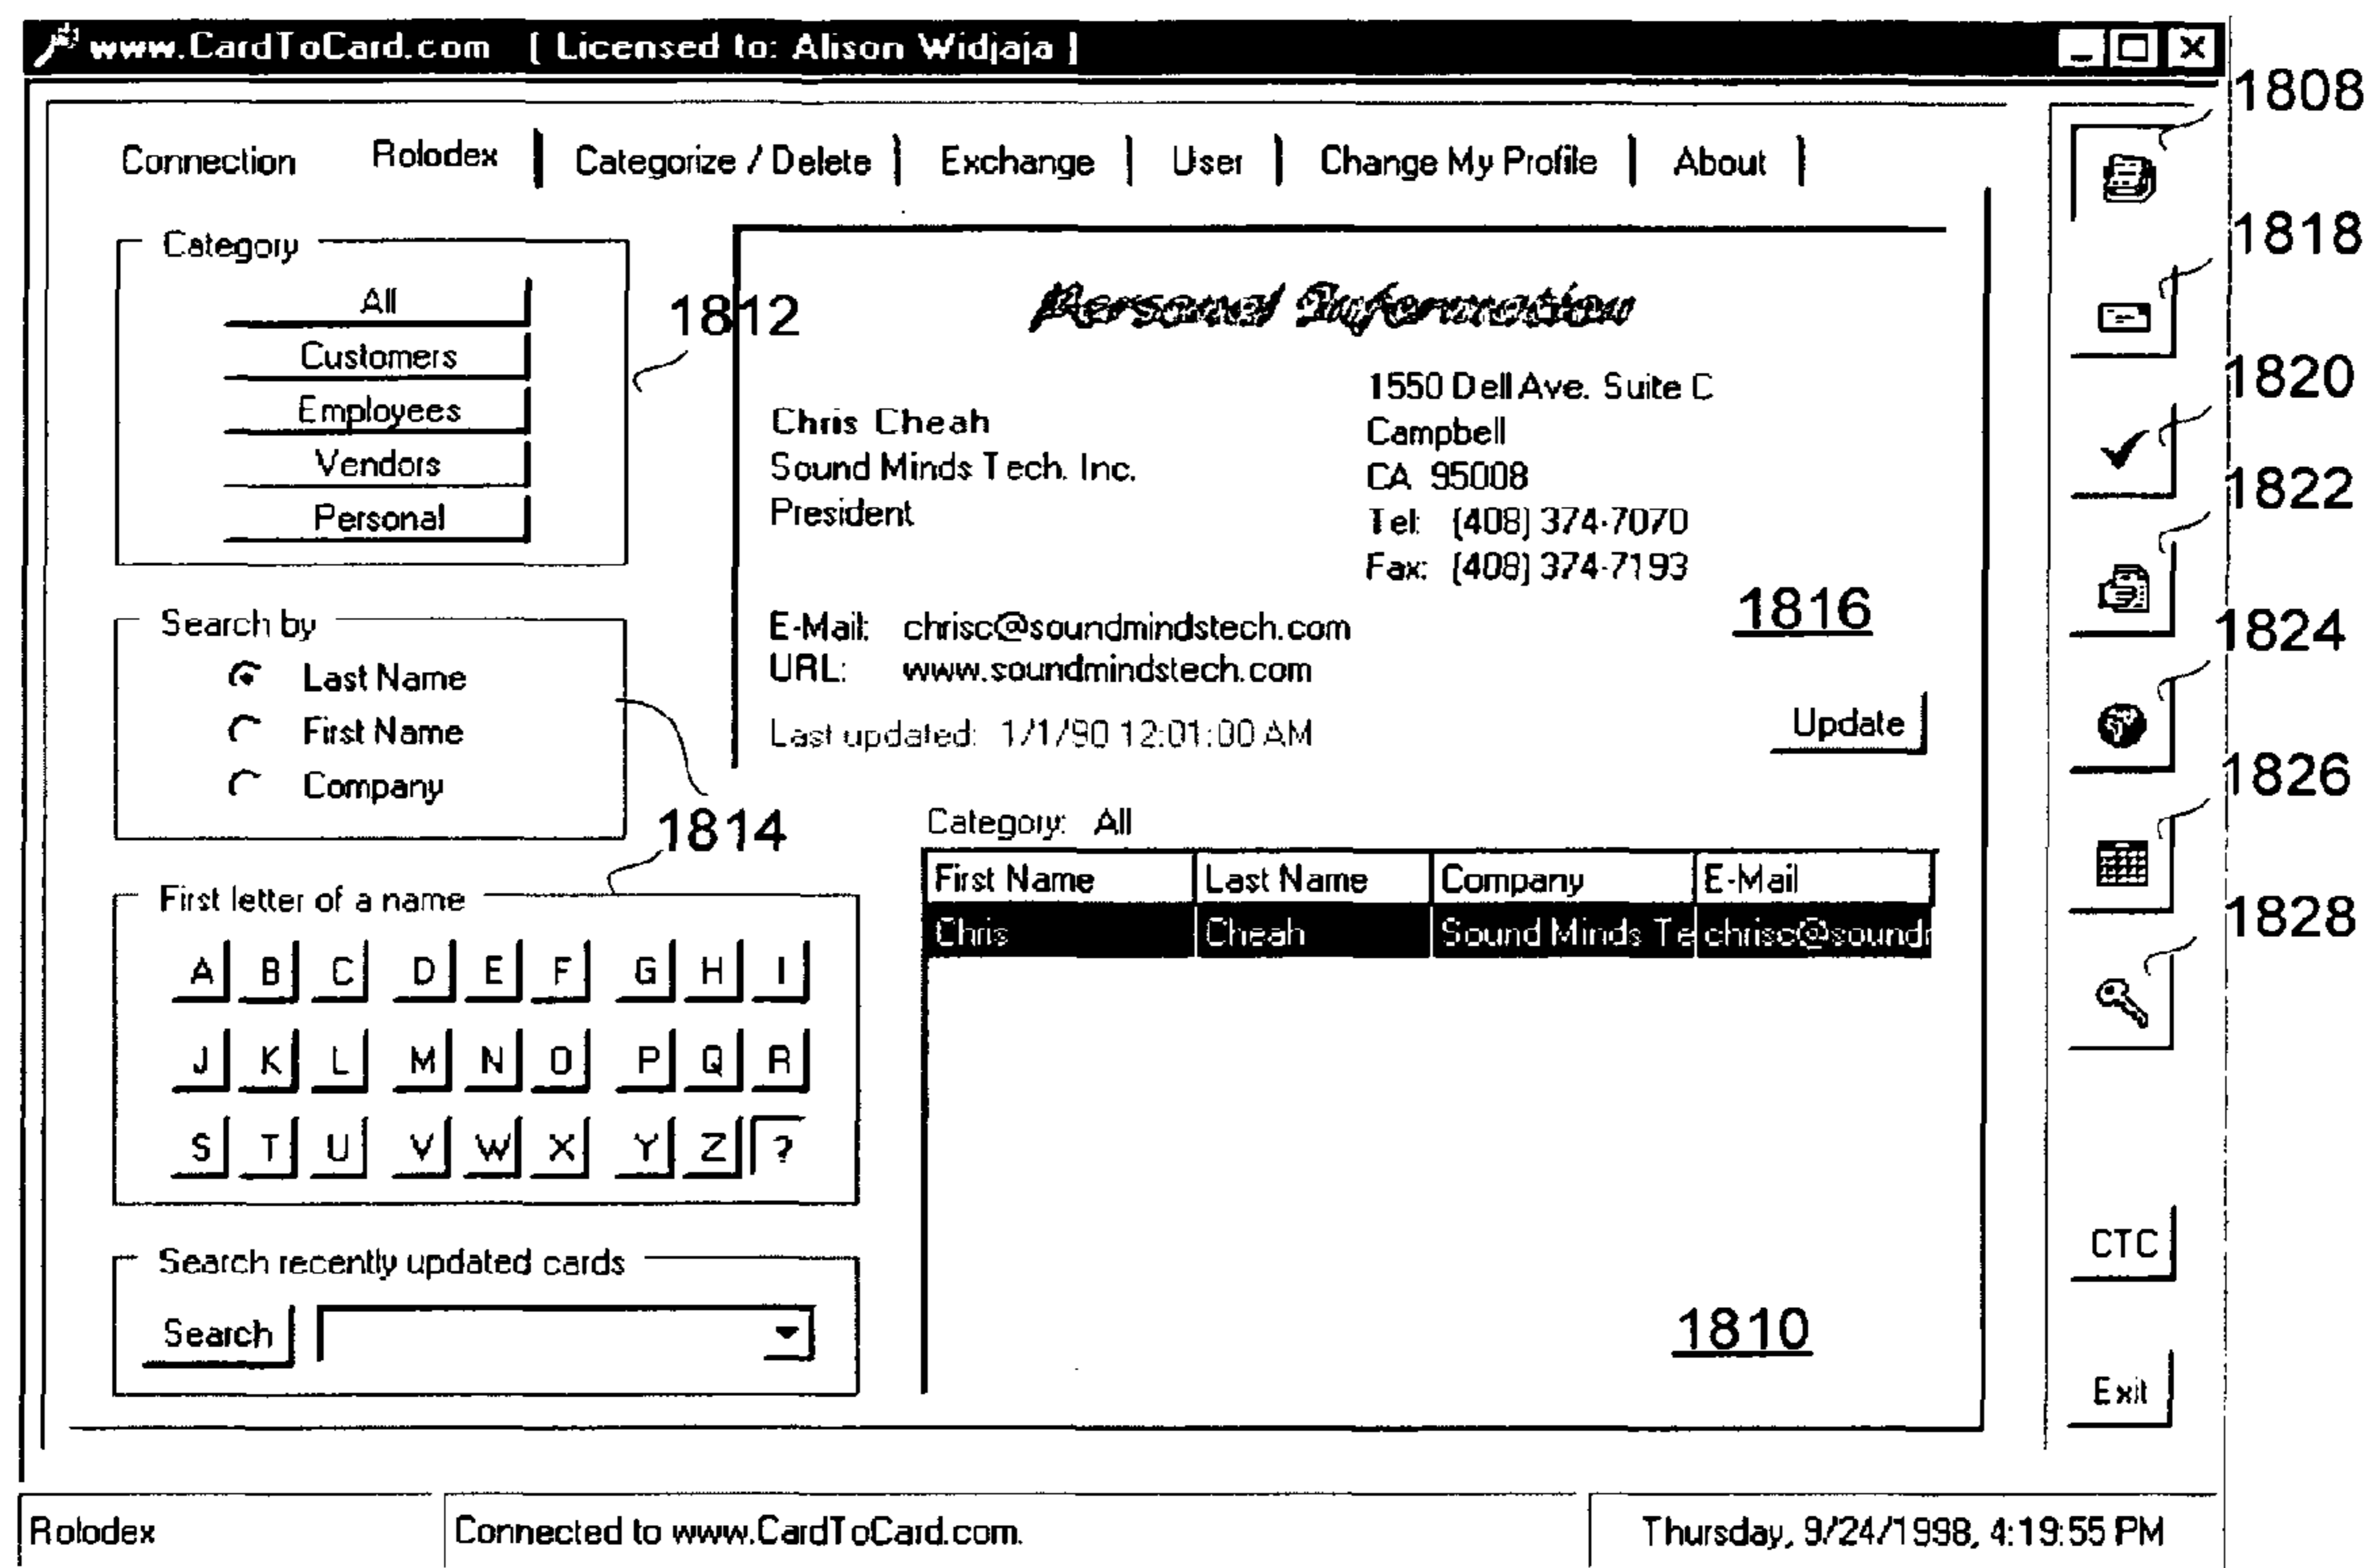 www.CardToCard.com [ Licensed to: Alison Widjaja ]
1808
Connection Rolodex Categorize / Delete Exchange User Change My Profile About
1818
Category
All
Customers
Employees
Vendors
Personal
1812
Personal Information
1550 Dell Ave. Suite C
Chris Cheah
Campbell
Sound Minds Tech. Inc.
CA 95008
President
Tel: (408) 374-7070
Fax: (408) 374-7193
1820
1822
1816
E-Mail: chrisc@soundmindstech.com
URL: www.soundmindstech.com
Last updated: 1/1/90 12:01:00 AM
Update
1824
Search by
Last Name
First Name
Company
1814
1826
Category: All
First Name Last Name Company E-Mail
Chris Cheah Sound Minds Te chrisc@sound
1828
First letter of a name
A B C D E F G H I
J K L M N O P Q R
S T U V W X Y Z ?
Search recently updated cards
Search
1810
CTC
Exit
Rolodex Connected to www.CardToCard.com. Thursday, 9/24/1998, 4:19:55 PM